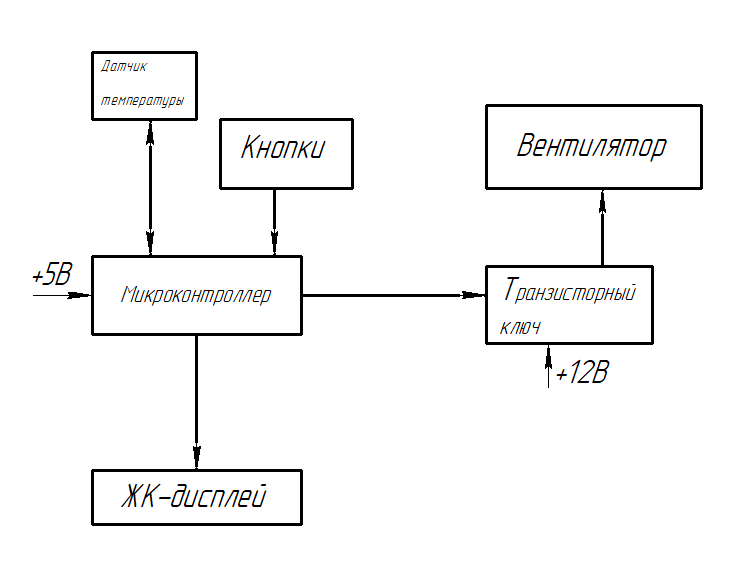 Датчик
температуры
Кнопки
Вентилятор
+5В
Микроконтроллер
Транзисторный
ключ
+12В
ЖК-дисплей